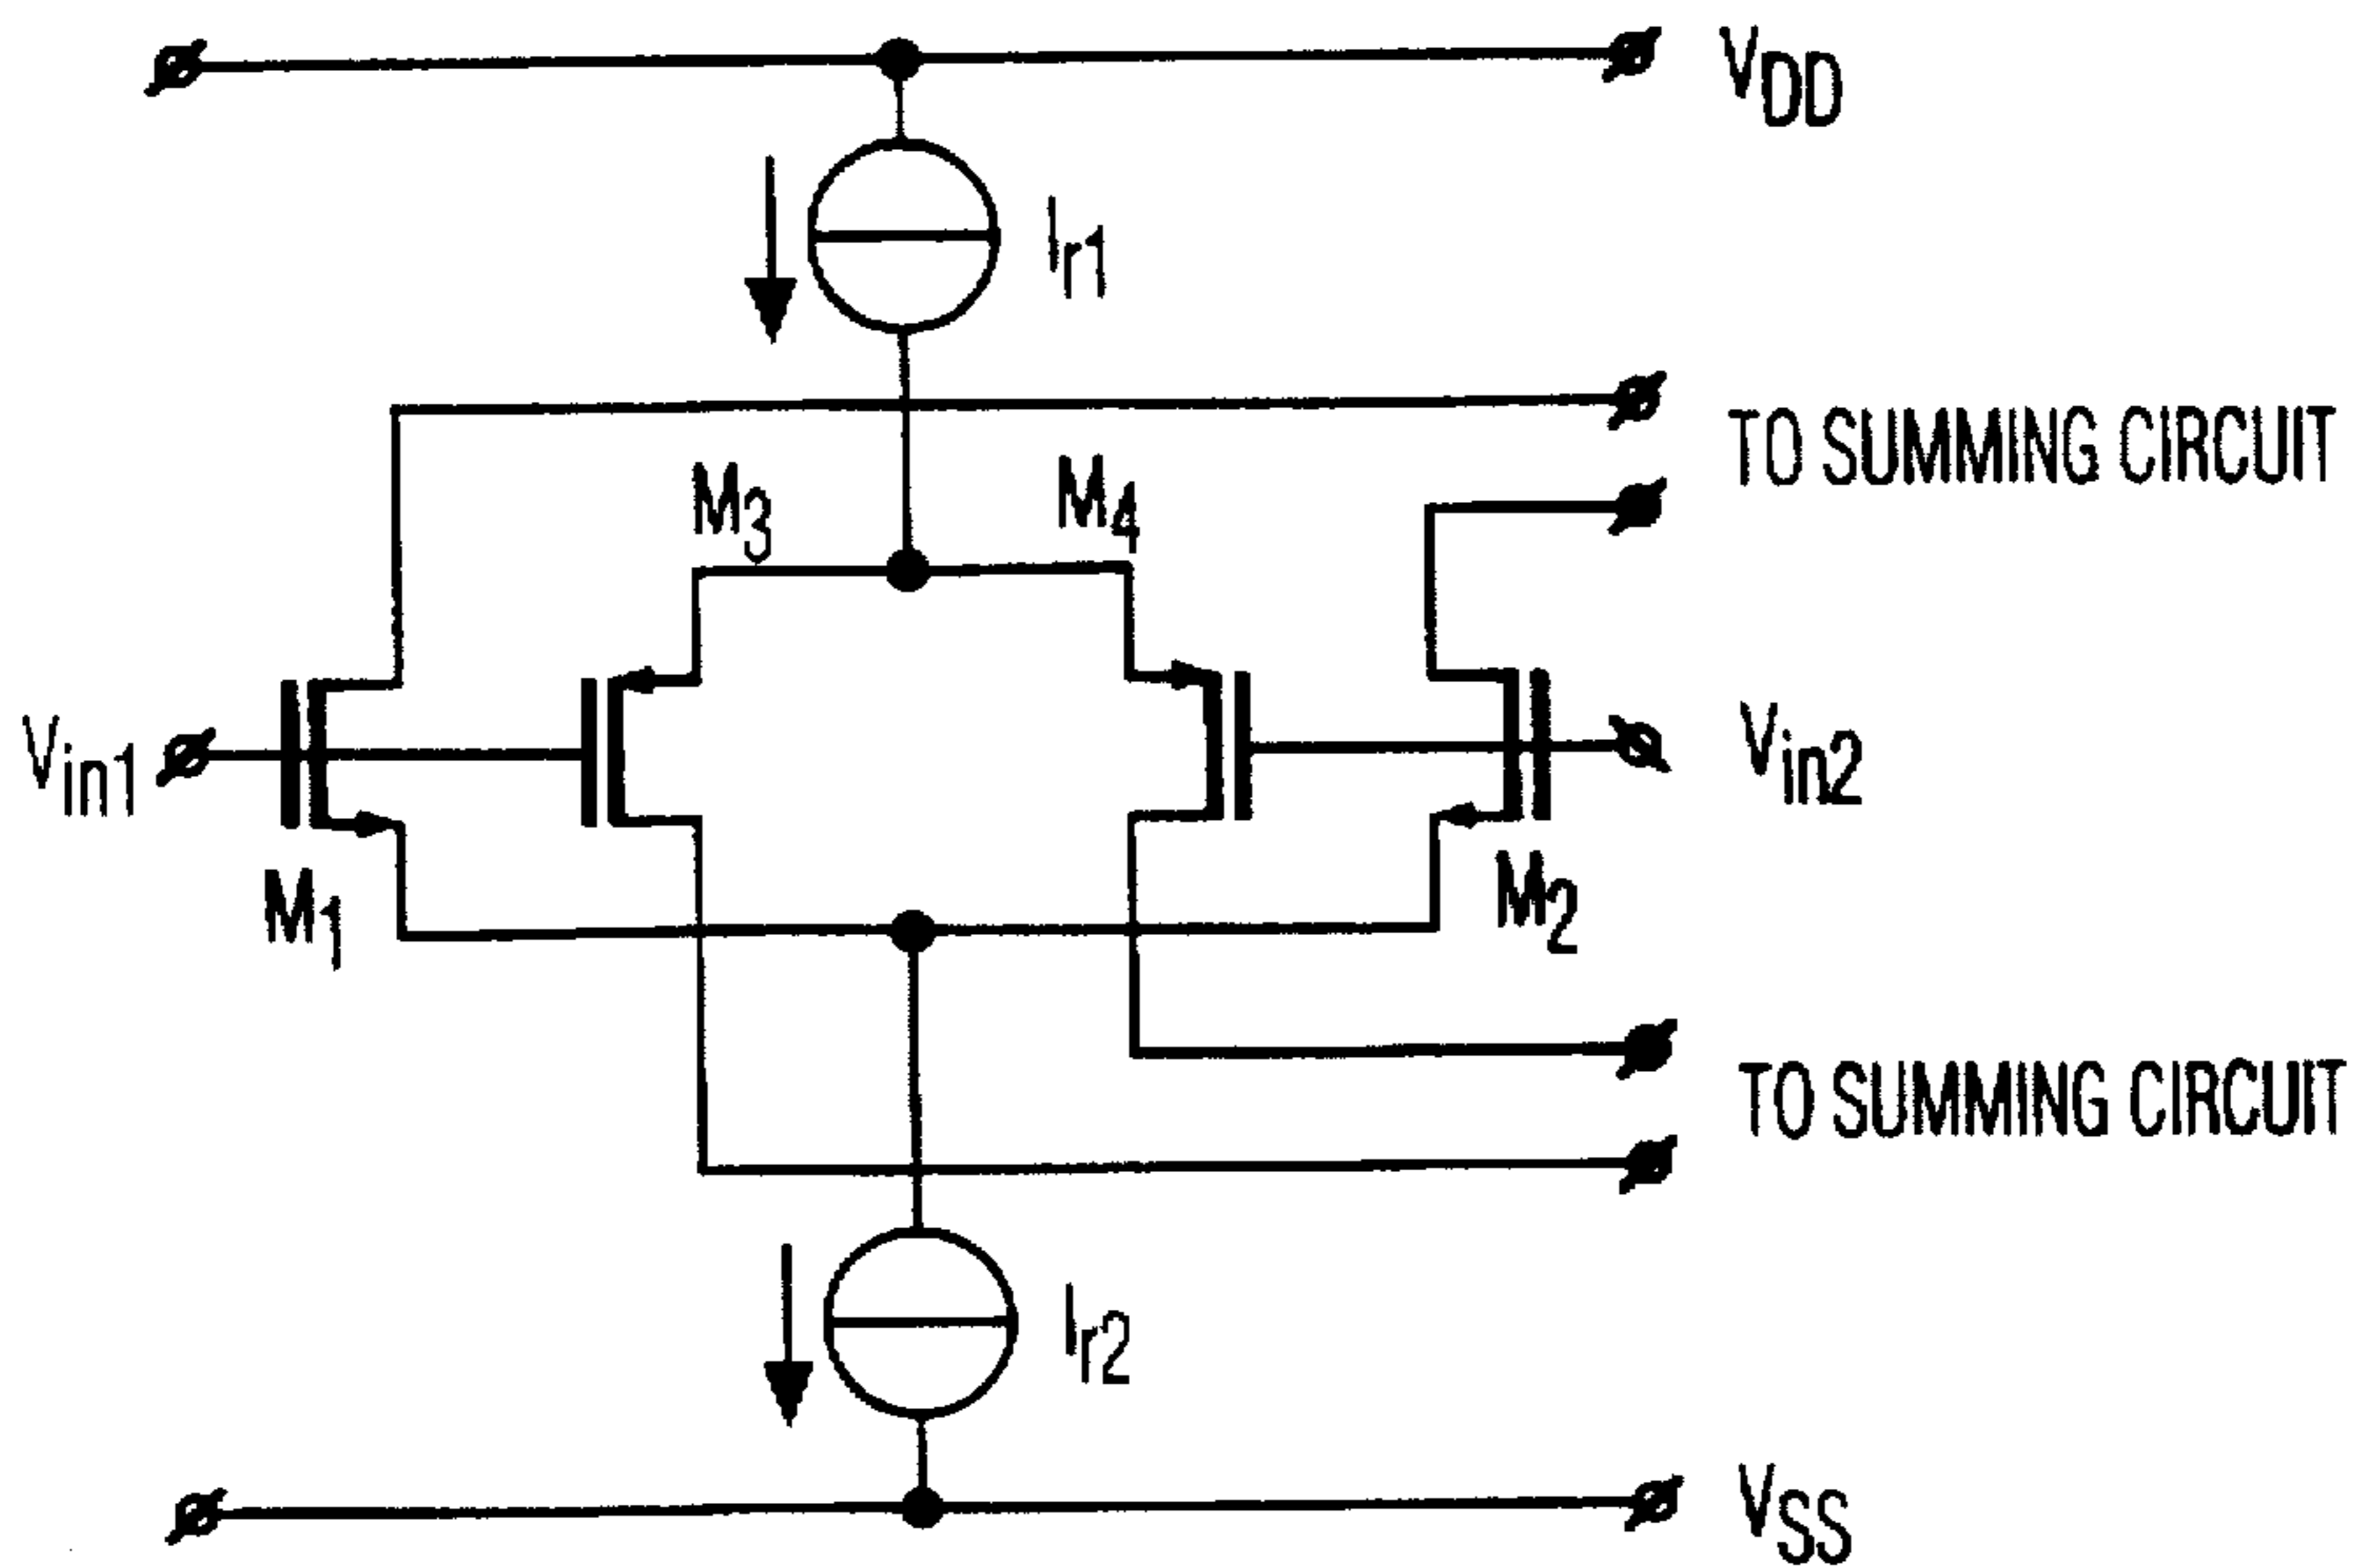 VDD
Ir1
TO SUMMING CIRCUIT
M3
M4
Vin1
Vin2
M1
M2
TO SUMMING CIRCUIT
Ir2
VSS